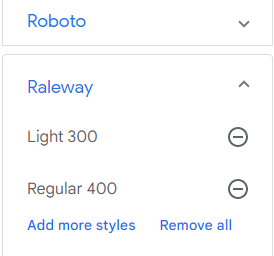 Roboto
Raleway
Light 300
Regular 400
Add more styles Remove all